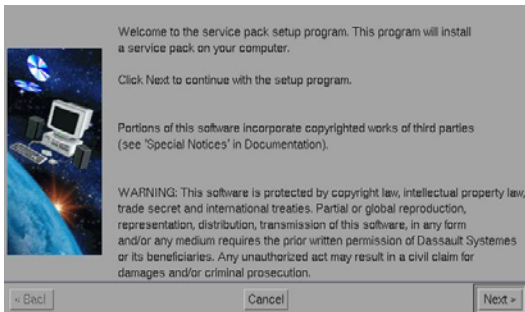 Welcome to the service pack setup program. This program will install
a service pack on your computer.
Click Next to continue with the setup program.
Portions of this software incorporate copyrighted works of third parties
(see 'Special Notices' in Documentation).
WARNING: This software is protected by copyright law, intellectual property law,
trade secret and international treaties. Partial or global reproduction,
representation, distribution, transmission of this software, in any form
and/or any medium requires the prior written permission of Dassault Systemes
or its beneficiaries. Any unauthorized act may result in a civil claim for
damages and/or criminal prosecution.
< Back Cancel Next >